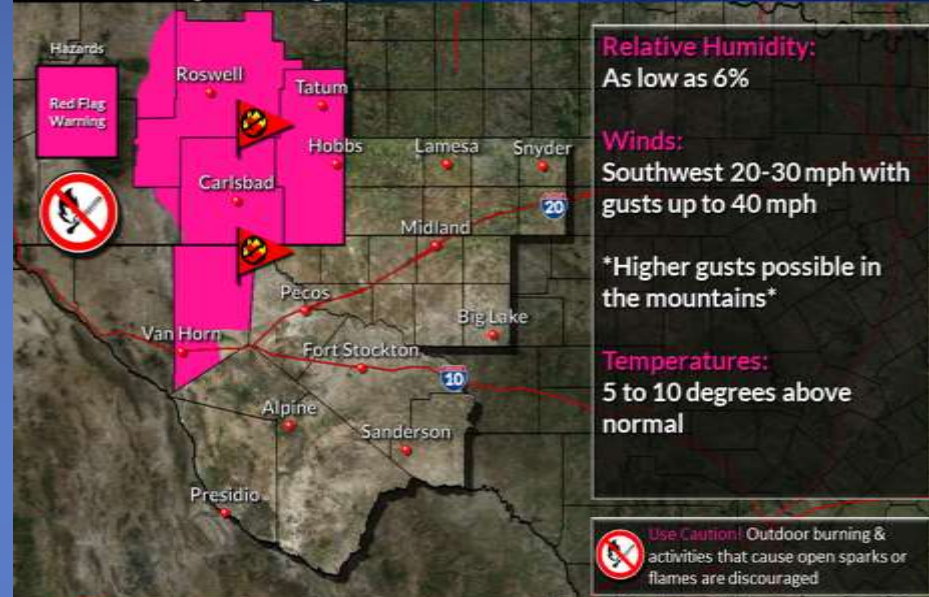 Hazards
Red Flag
Warning
Roswell
Tatum
Hobbs
Lamesa
Snyder
Carlsbad
20
Midland
Pecos
Big Lake
Van Horn
Fort Stockton
10
Alpine
Sanderson
Presidio
Relative Humidity:
As low as 6%
Winds:
Southwest 20-30 mph with
gusts up to 40 mph
*Higher gusts possible in
the mountains*
Temperatures:
5 to 10 degrees above
normal
Use Caution! Outdoor burning &
activities that cause open sparks or
flames are discouraged